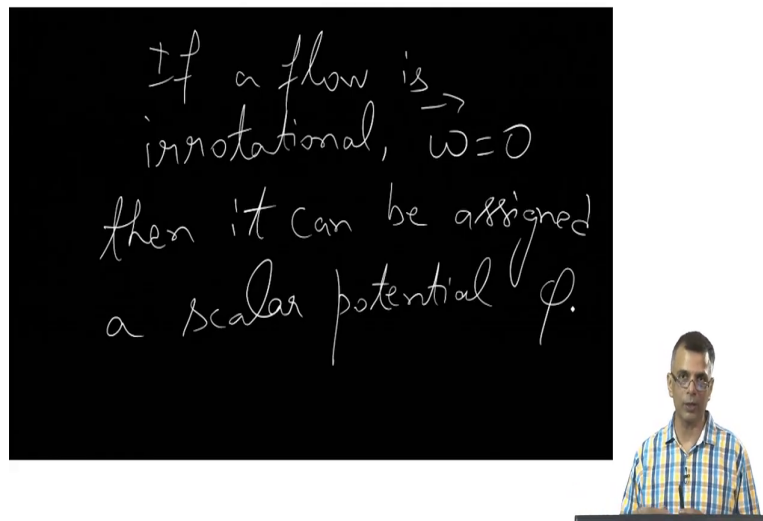 If a flow is
irrotational, ω⃗ = 0
then it can be assigned
a scalar potential φ.